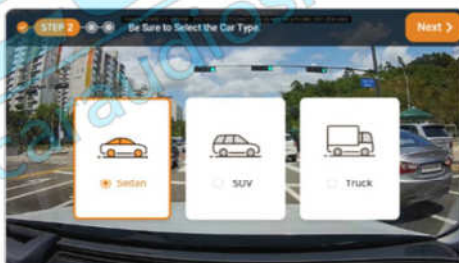 STEP 2
Be Sure to Select the Car Type.
Next >
Sedan
SUV
Truck